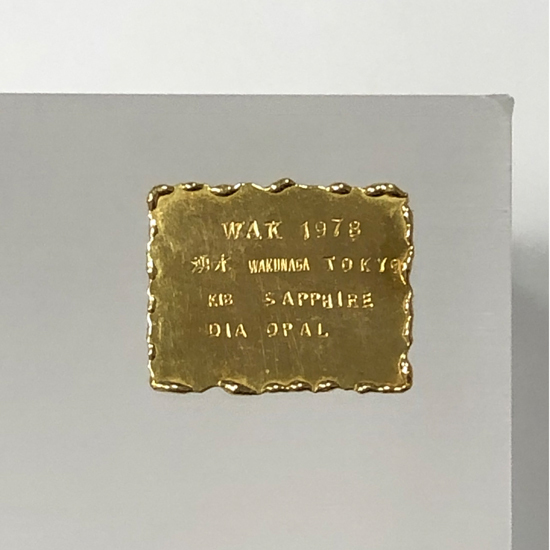 WAK 1978
湧永 WAKUNAGA TOKYO
K18 SAPPHIRE
DIA OPAL